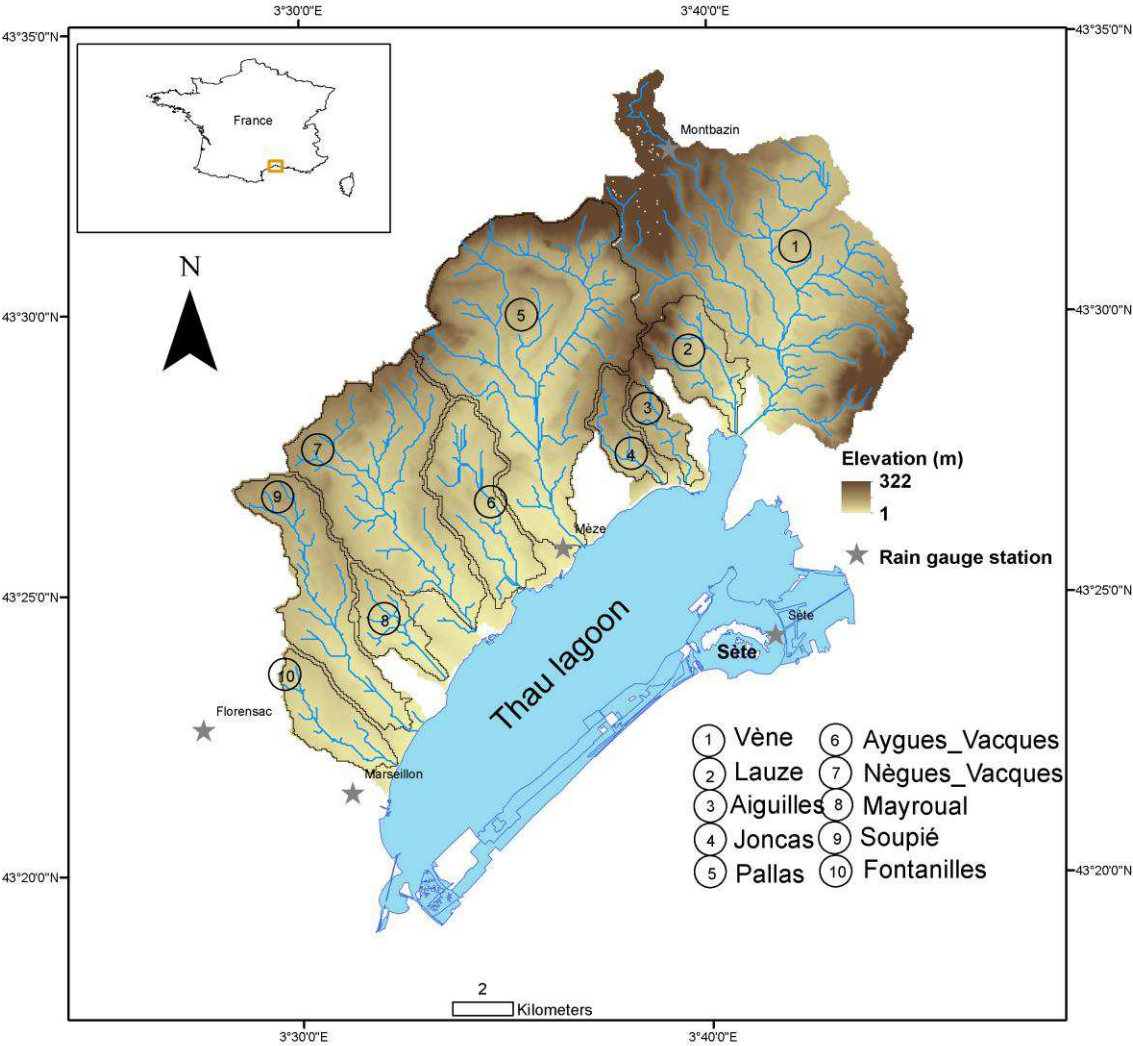 3°30'0"E
3°40'0"E
43°35'0"N
43°35'0"N
France
Montbazin
1
N
43°30'0"N
43°30'0"N
5
2
3
4
7
9
6
Elevation (m)
322
1
Mèze
Rain gauge station
43°25'0"N
43°25'0"N
8
Sète
Sète
Thau lagoon
10
Florensac
Marseillon
1 Vène
2 Lauze
3 Aiguilles
4 Joncas
5 Pallas
6 Aygues_Vacques
7 Nègues_Vacques
8 Mayroual
9 Soupié
10 Fontanilles
43°20'0"N
43°20'0"N
2
Kilometers
3°30'0"E
3°40'0"E